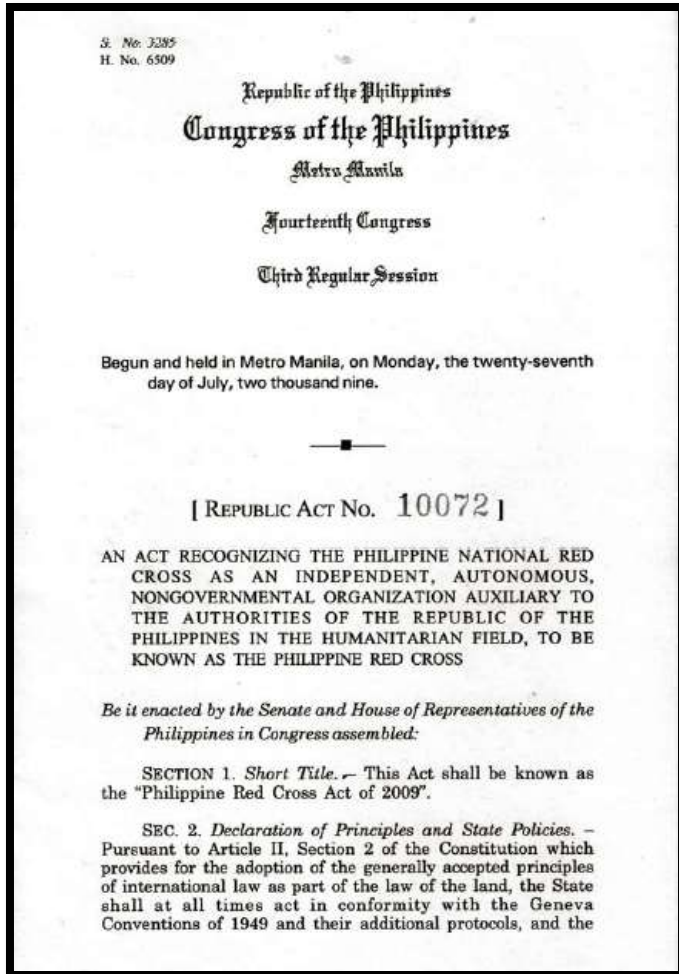 S. No. 3285
H. No. 6509
Republic of the Philippines
Congress of the Philippines
Metro Manila
Fourteenth Congress
Third Regular Session
Begun and held in Metro Manila, on Monday, the twenty-seventh
day of July, two thousand nine.
[ REPUBLIC ACT NO. 10072 ]
AN ACT RECOGNIZING THE PHILIPPINE NATIONAL RED
CROSS AS AN INDEPENDENT, AUTONOMOUS,
NONGOVERNMENTAL ORGANIZATION AUXILIARY TO
THE AUTHORITIES OF THE REPUBLIC OF THE
PHILIPPINES IN THE HUMANITARIAN FIELD, TO BE
KNOWN AS THE PHILIPPINE RED CROSS
Be it enacted by the Senate and House of Representatives of the
Philippines in Congress assembled:
SECTION 1. Short Title. – This Act shall be known as
the “Philippine Red Cross Act of 2009”.
SEC. 2. Declaration of Principles and State Policies. –
Pursuant to Article II, Section 2 of the Constitution which
provides for the adoption of the generally accepted principles
of international law as part of the law of the land, the State
shall at all times act in conformity with the Geneva
Conventions of 1949 and their additional protocols, and the